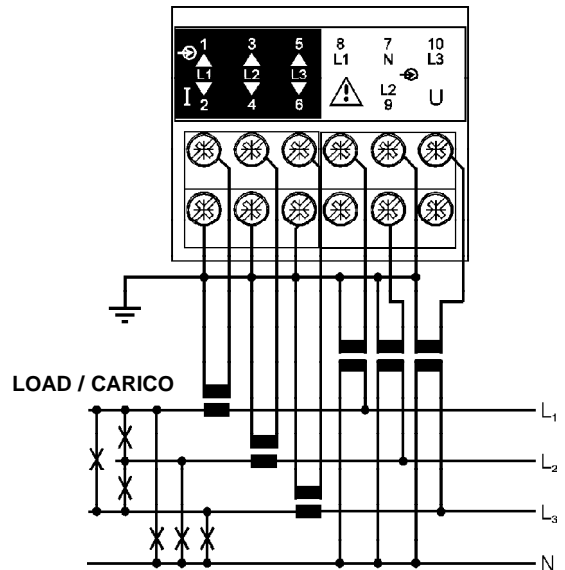 1 3 5 8 7 10
L1 N L3
L1 L2 L3
I L2 U
2 4 6 9
LOAD / CARICO
L1
L2
L3
N